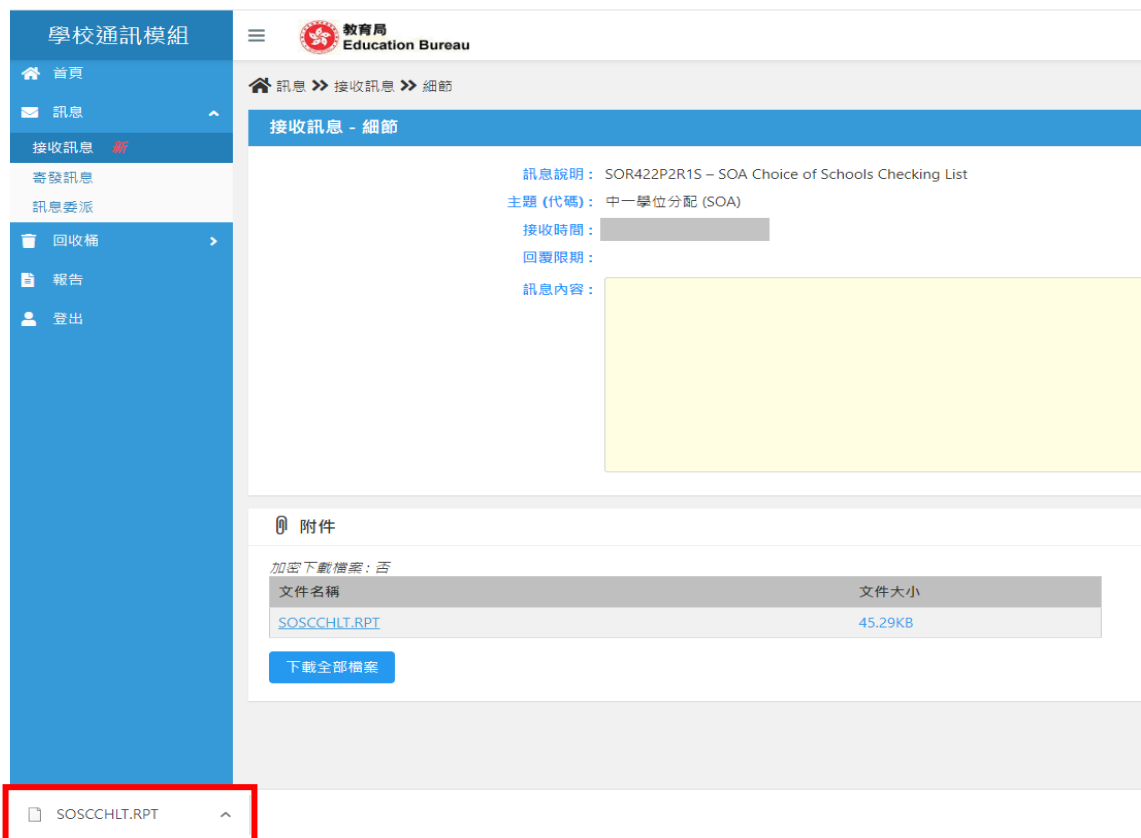 學校通訊模組
教育局
Education Bureau
首頁
訊息
接收訊息 新
寄發訊息
訊息委派
回收桶
報告
登出
訊息 接收訊息 細節
接收訊息 - 細節
訊息說明 : SOR422P2R1S – SOA Choice of Schools Checking List
主題 (代碼) : 中一學位分配 (SOA)
接收時間 :
回覆限期 :
訊息內容 :
附件
加密下載檔案 : 否
文件名稱 文件大小
SOSCCHLT.RPT 45.29KB
下載全部檔案
SOSCCHLT.RPT